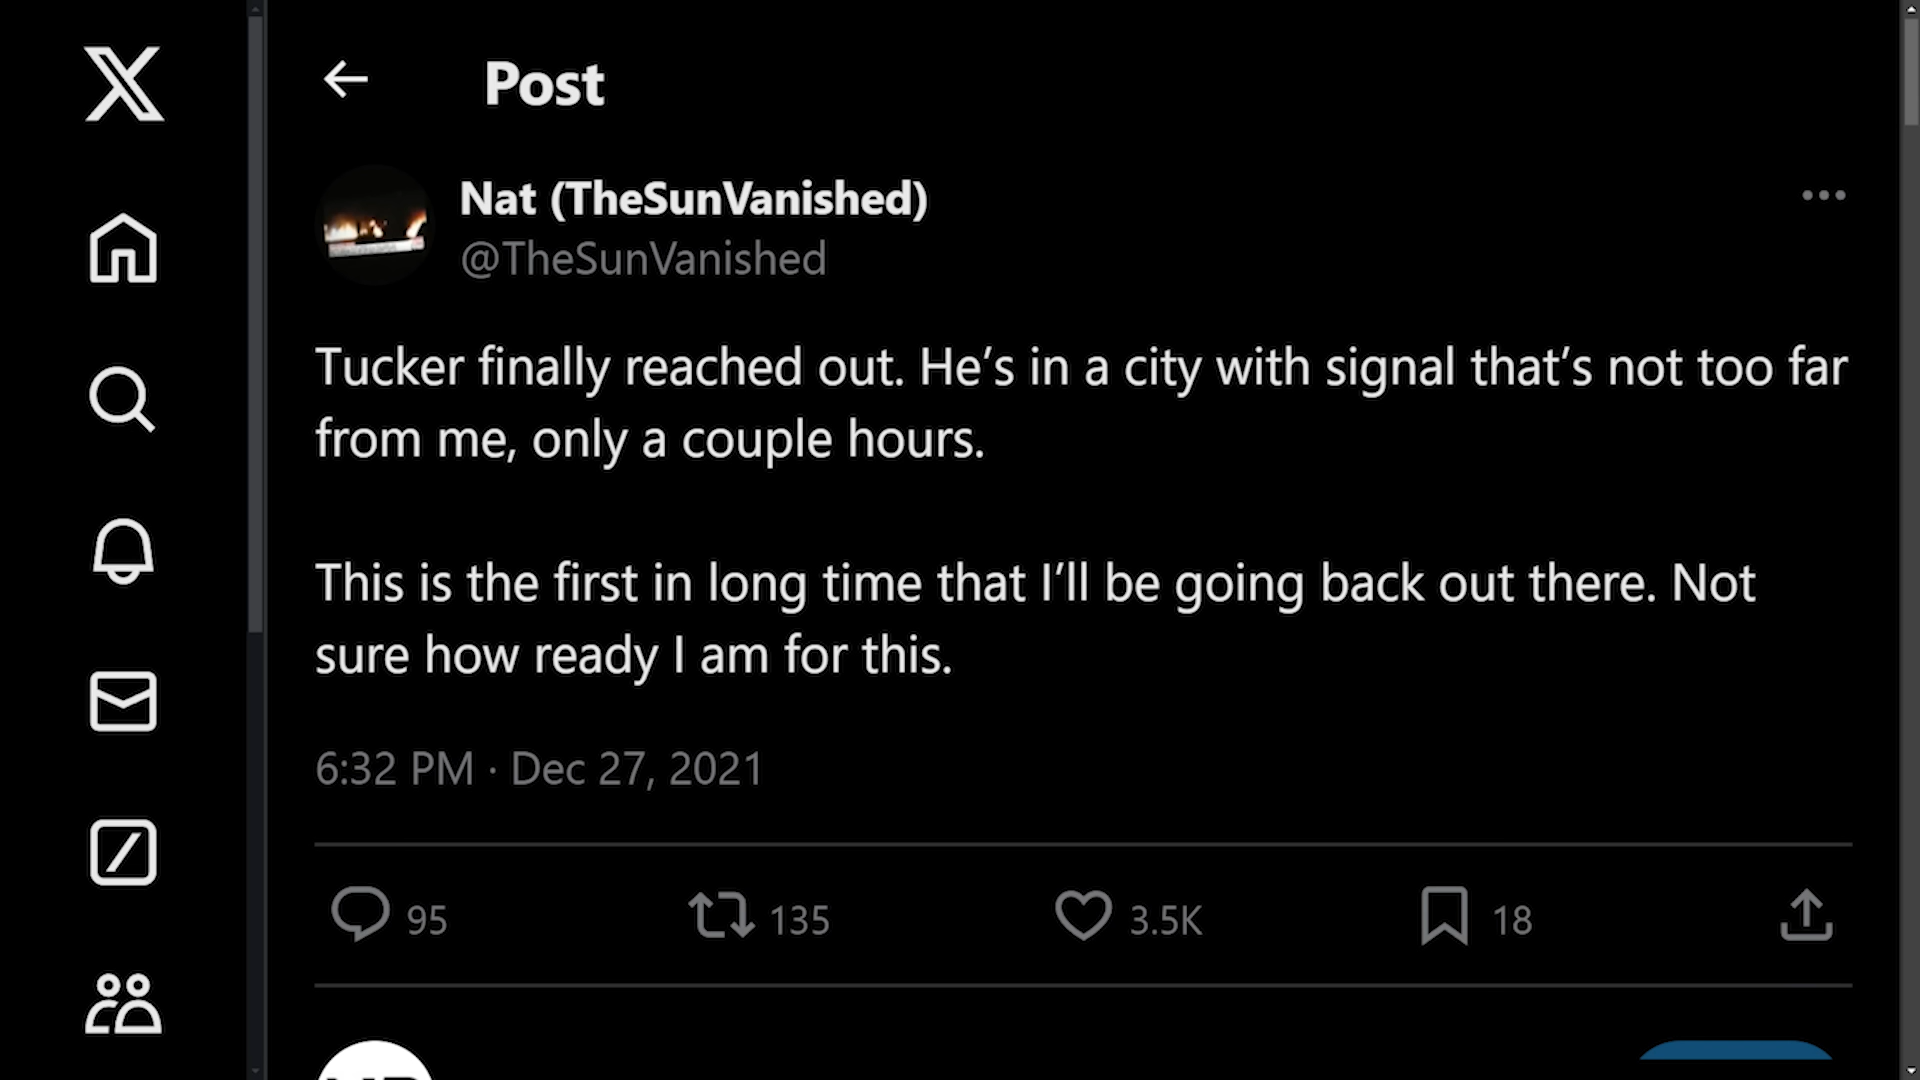 Post
Nat (TheSunVanished)
@TheSunVanished
Tucker finally reached out. He’s in a city with signal that’s not too far
from me, only a couple hours.
This is the first in long time that I’ll be going back out there. Not
sure how ready I am for this.
6:32 PM · Dec 27, 2021
95 135 3.5K 18